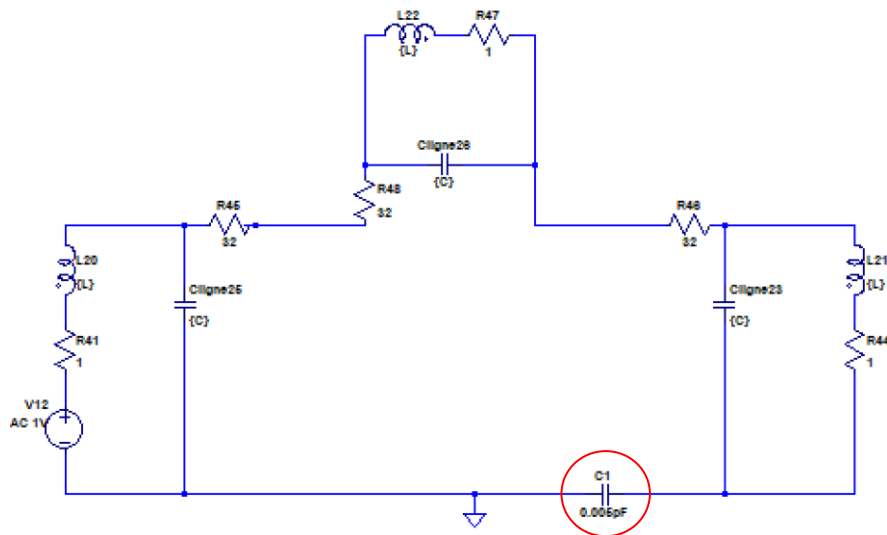 L22
{L}
R47
1
Cligne26
{C}
R48
32
R45
32
R46
32
L20
{L}
Cligne25
{C}
Cligne23
{C}
L21
{L}
R41
1
R44
1
V12
AC 1V
C1
0.005pF